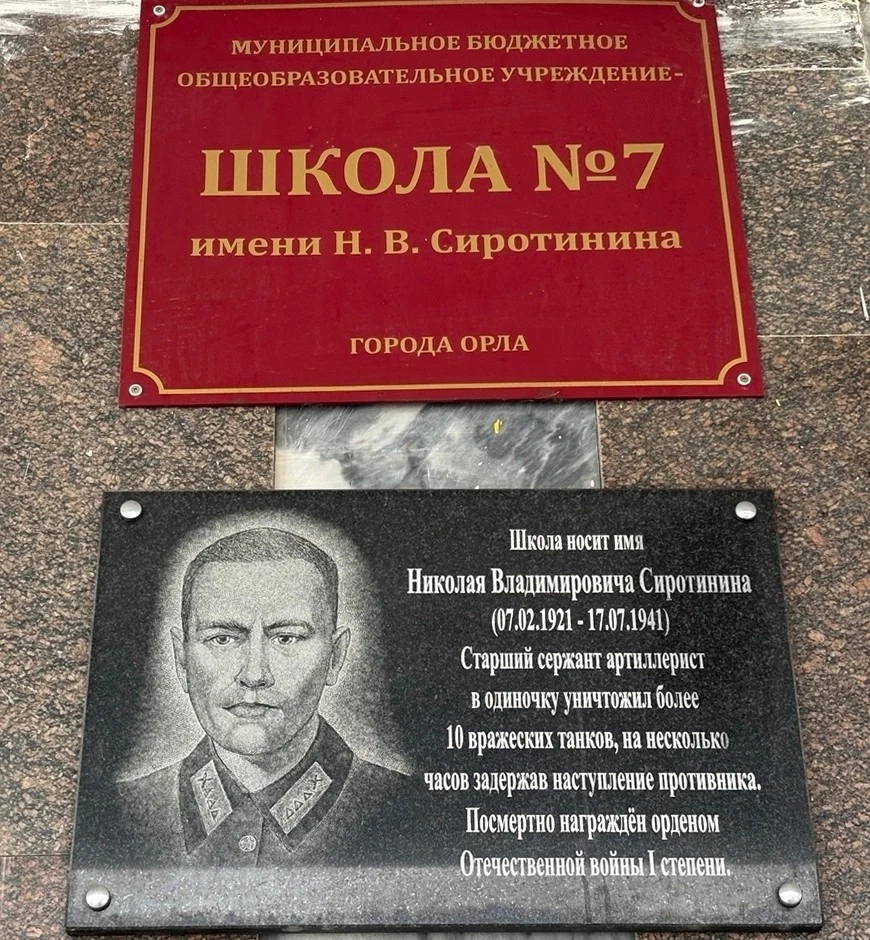 МУНИЦИПАЛЬНОЕ БЮДЖЕТНОЕ
ОБЩЕОБРАЗОВАТЕЛЬНОЕ УЧРЕЖДЕНИЕ-
ШКОЛА №7
имени Н. В. Сиротинина
ГОРОДА ОРЛА
Школа носит имя
Николая Владимировича Сиротинина
(07.02.1921 - 17.07.1941)
Старший сержант артиллерист
в одиночку уничтожил более
10 вражеских танков, на несколько
часов задержав наступление противника.
Посмертно награждён орденом
Отечественной войны I степени.